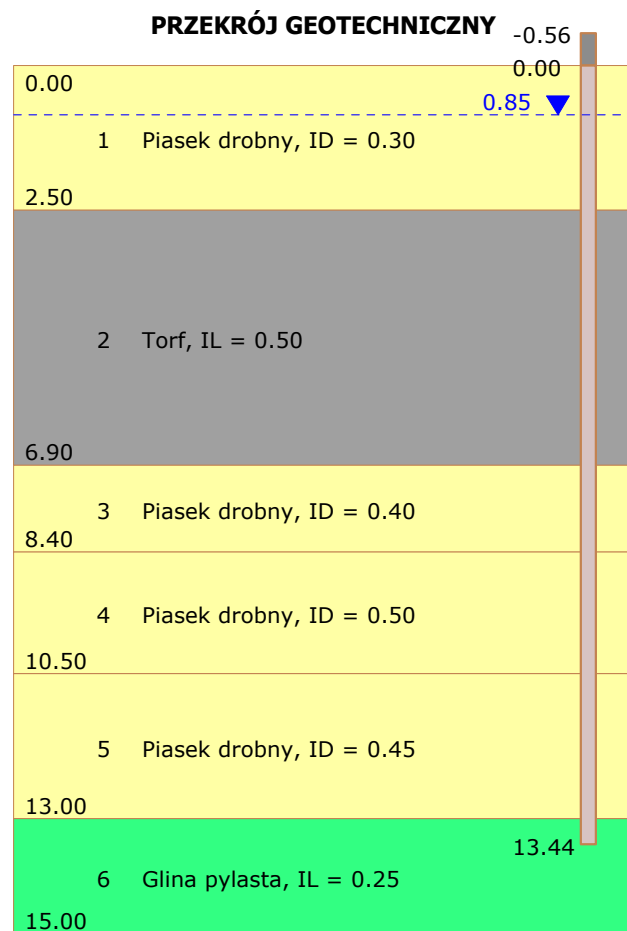 PRZEKRÓJ GEOTECHNICZNY
-0.56
0.00
0.00
0.85
1 Piasek drobny, ID = 0.30
2.50
2 Torf, IL = 0.50
6.90
3 Piasek drobny, ID = 0.40
8.40
4 Piasek drobny, ID = 0.50
10.50
5 Piasek drobny, ID = 0.45
13.00
13.44
6 Glina pylasta, IL = 0.25
15.00